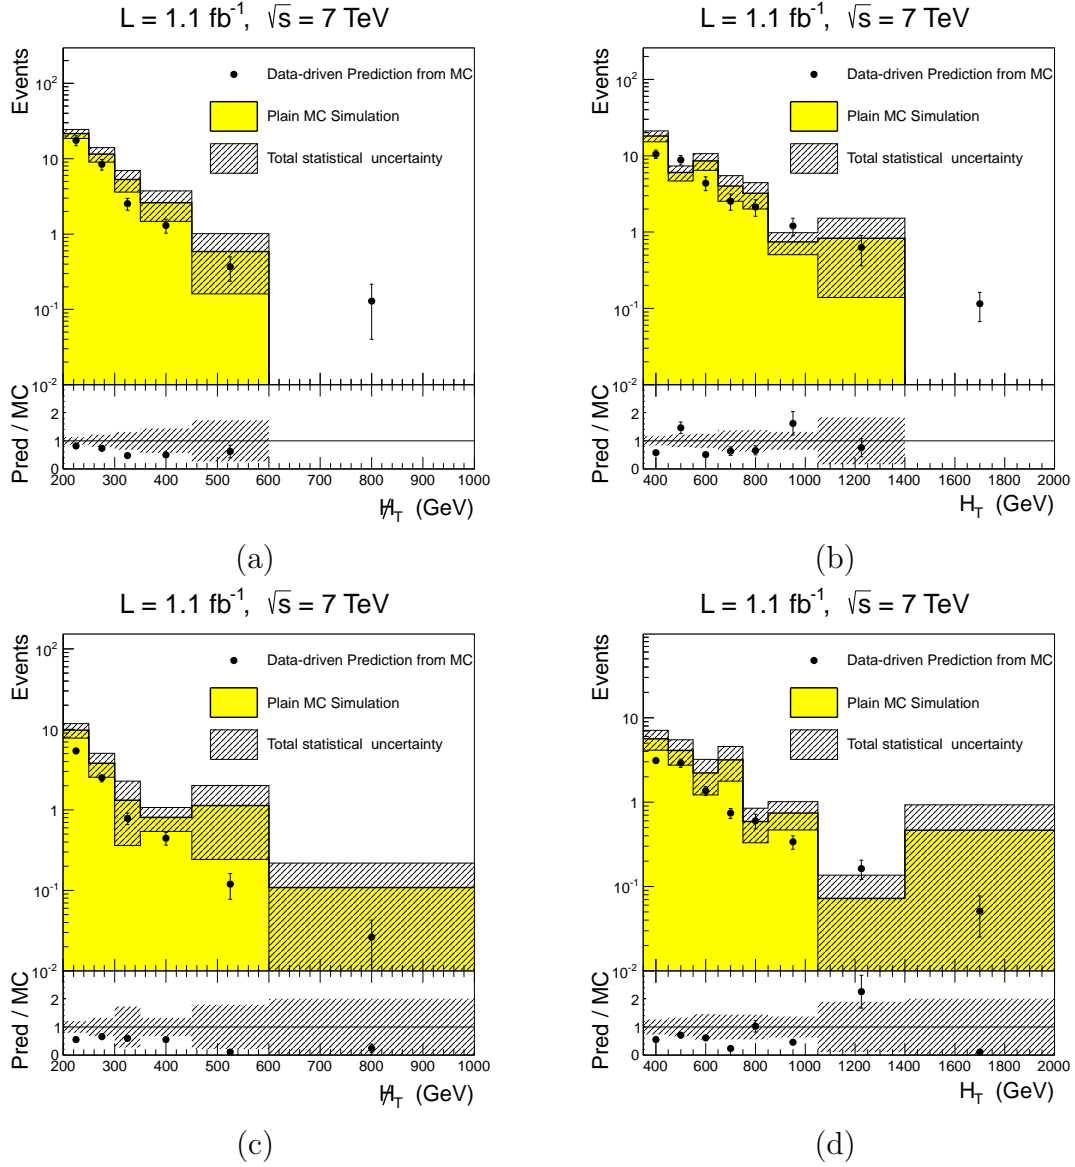 L = 1.1 fb⁻¹, √s = 7 TeV
Events
10²
10
1
10⁻¹
10⁻²
Data-driven Prediction from MC
Plain MC Simulation
Total statistical uncertainty
Pred / MC
2
1
0
200 300 400 500 600 700 800 900 1000
H̸_T (GeV)
(a)
L = 1.1 fb⁻¹, √s = 7 TeV
Events
10²
10
1
10⁻¹
10⁻²
Data-driven Prediction from MC
Plain MC Simulation
Total statistical uncertainty
Pred / MC
2
1
0
400 600 800 1000 1200 1400 1600 1800 2000
H_T (GeV)
(b)
L = 1.1 fb⁻¹, √s = 7 TeV
Events
10²
10
1
10⁻¹
10⁻²
Data-driven Prediction from MC
Plain MC Simulation
Total statistical uncertainty
Pred / MC
2
1
0
200 300 400 500 600 700 800 900 1000
H̸_T (GeV)
(c)
L = 1.1 fb⁻¹, √s = 7 TeV
Events
10
1
10⁻¹
10⁻²
Data-driven Prediction from MC
Plain MC Simulation
Total statistical uncertainty
Pred / MC
2
1
0
400 600 800 1000 1200 1400 1600 1800 2000
H_T (GeV)
(d)